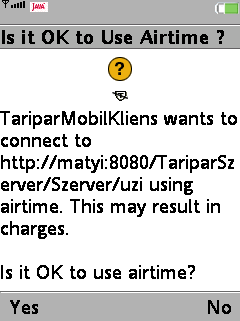 JAVA
Is it OK to Use Airtime ?
?
TariparMobilKliens wants to
connect to
http://matyi:8080/TariparSz
erver/Szerver/uzi using
airtime. This may result in
charges.
Is it OK to use airtime?
Yes No